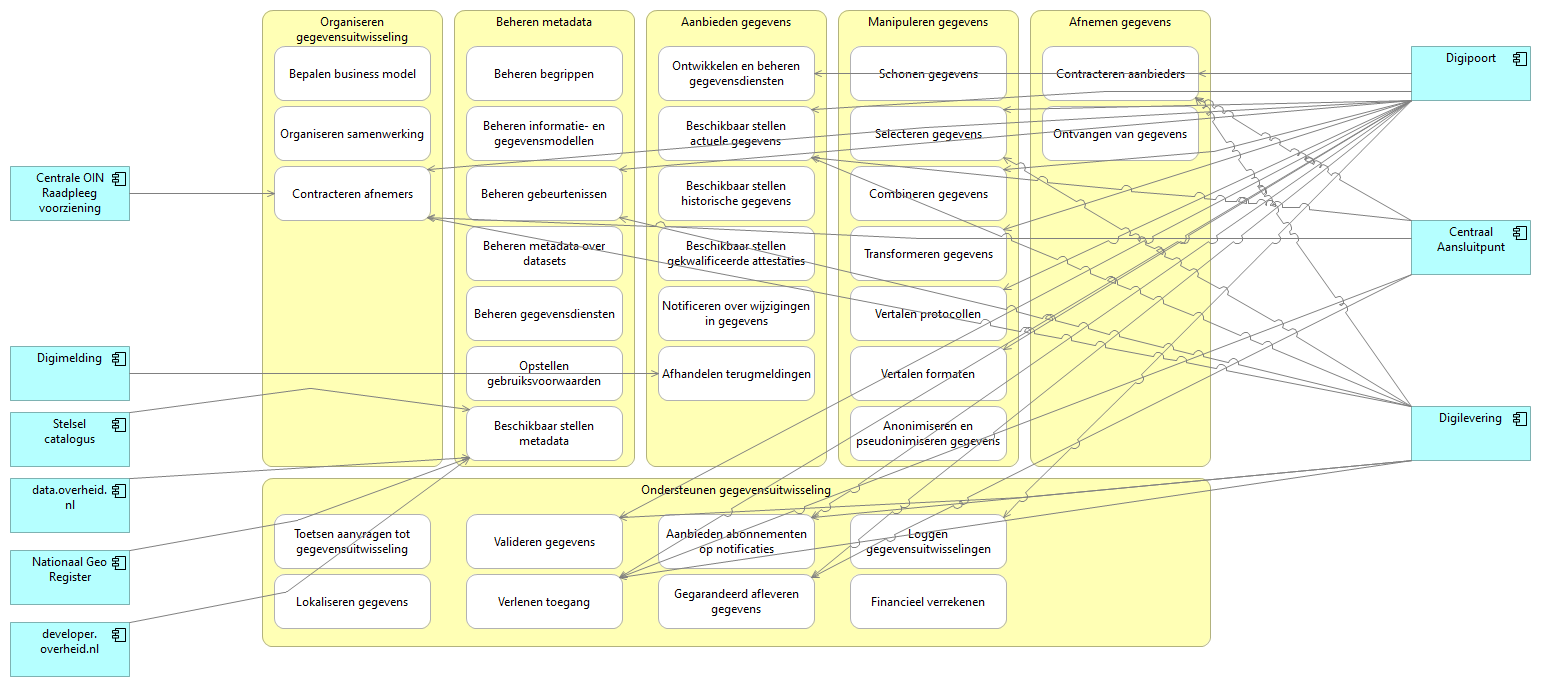 Organiseren
gegevensuitwisseling
Bepalen business model
Organiseren samenwerking
Contracteren afnemers
Beheren metadata
Beheren begrippen
Beheren informatie- en
gegevensmodellen
Beheren gebeurtenissen
Beheren metadata over
datasets
Beheren gegevensdiensten
Opstellen
gebruiksvoorwaarden
Beschikbaar stellen
metadata
Aanbieden gegevens
Ontwikkelen en beheren
gegevensdiensten
Beschikbaar stellen
actuele gegevens
Beschikbaar stellen
historische gegevens
Beschikbaar stellen
gekwalificeerde attestaties
Notificeren over wijzigingen
in gegevens
Afhandelen terugmeldingen
Manipuleren gegevens
Schonen gegevens
Selecteren gegevens
Combineren gegevens
Transformeren gegevens
Vertalen protocollen
Vertalen formaten
Anonimiseren en
pseudonimiseren gegevens
Afnemen gegevens
Contracteren aanbieders
Ontvangen van gegevens
Ondersteunen gegevensuitwisseling
Toetsen aanvragen tot
gegevensuitwisseling
Valideren gegevens
Aanbieden abonnementen
op notificaties
Loggen
gegevensuitwisselingen
Lokaliseren gegevens
Verlenen toegang
Gegarandeerd afleveren
gegevens
Financieel verrekenen
Centrale OIN
Raadpleeg
voorziening
Digimelding
Stelsel
catalogus
data.overheid.
nl
Nationaal Geo
Register
developer.
overheid.nl
Digipoort
Centraal
Aansluitpunt
Digilevering